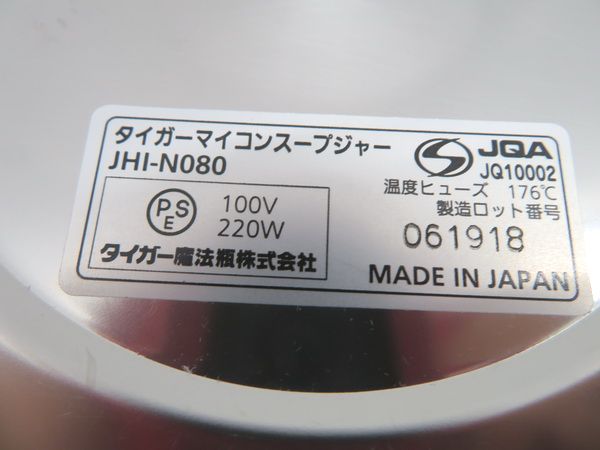 タイガーマイコンスープジャー
JHI-N080
PSE
100V
220W
タイガー魔法瓶株式会社
JQA
JQ10002
温度ヒューズ 176℃
製造ロット番号
061918
MADE IN JAPAN